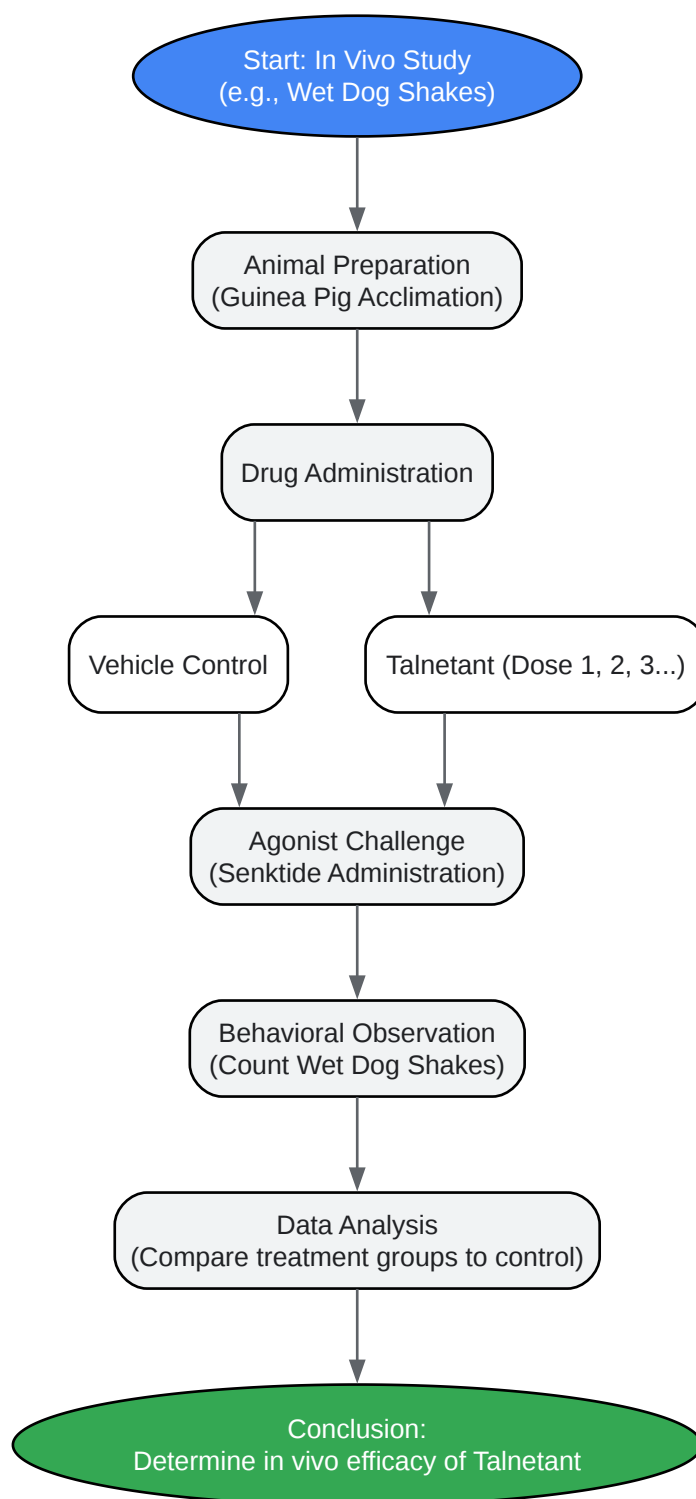 Start: In Vivo Study
(e.g., Wet Dog Shakes)
Animal Preparation
(Guinea Pig Acclimation)
Drug Administration
Vehicle Control
Talnetant (Dose 1, 2, 3...)
Agonist Challenge
(Senktide Administration)
Behavioral Observation
(Count Wet Dog Shakes)
Data Analysis
(Compare treatment groups to control)
Conclusion:
Determine in vivo efficacy of Talnetant